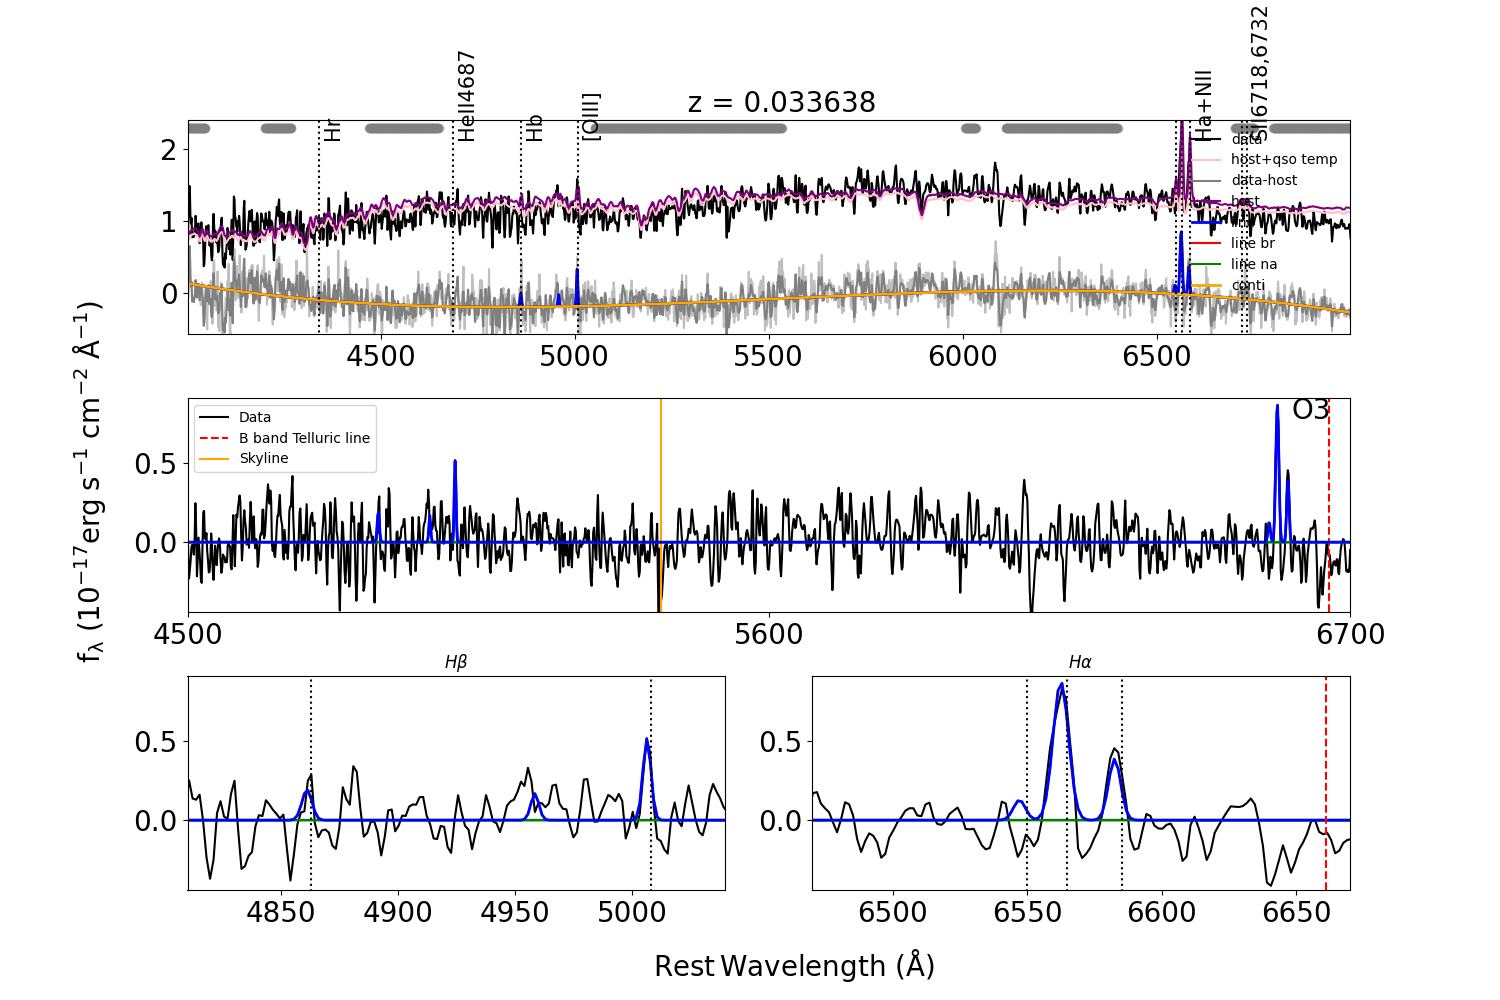 z = 0.033638
Hr
HeII4687
Hb
[OIII]
Ha+NII
SII6718,6732
data
host+qso temp
data-host
host
line br
line na
conti
2
1
0
4500 5000 5500 6000 6500
Data
B band Telluric line
Skyline
O3
0.5
0.0
4500 5600 6700
Hβ
0.5
0.0
4850 4900 4950 5000
Hα
0.5
0.0
6500 6550 6600 6650
fλ (10⁻¹⁷erg s⁻¹ cm⁻² Å⁻¹)
Rest Wavelength (Å)